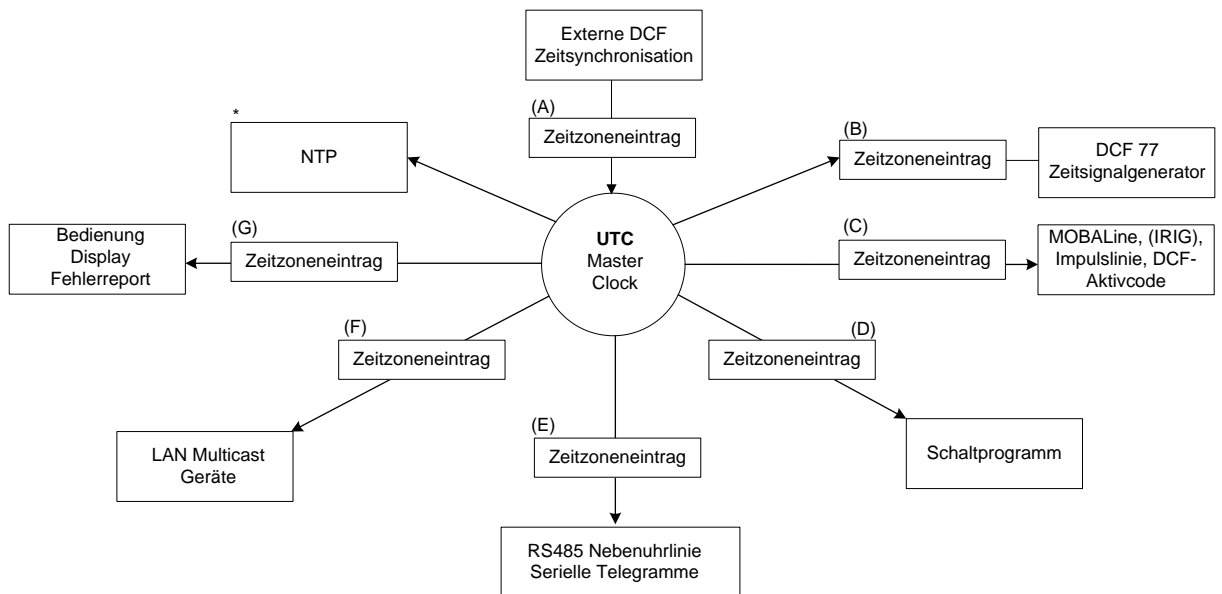 Externe DCF
Zeitsynchronisation
(A)
Zeitzoneneintrag
*
NTP
(B)
Zeitzoneneintrag
DCF 77
Zeitsignalgenerator
(G)
Zeitzoneneintrag
Bedienung
Display
Fehlerreport
UTC
Master
Clock
(C)
Zeitzoneneintrag
MOBALine, (IRIG),
Impulslinie, DCF-
Aktivcode
(F)
Zeitzoneneintrag
(D)
Zeitzoneneintrag
LAN Multicast
Geräte
(E)
Zeitzoneneintrag
Schaltprogramm
RS485 Nebenuhrlinie
Serielle Telegramme